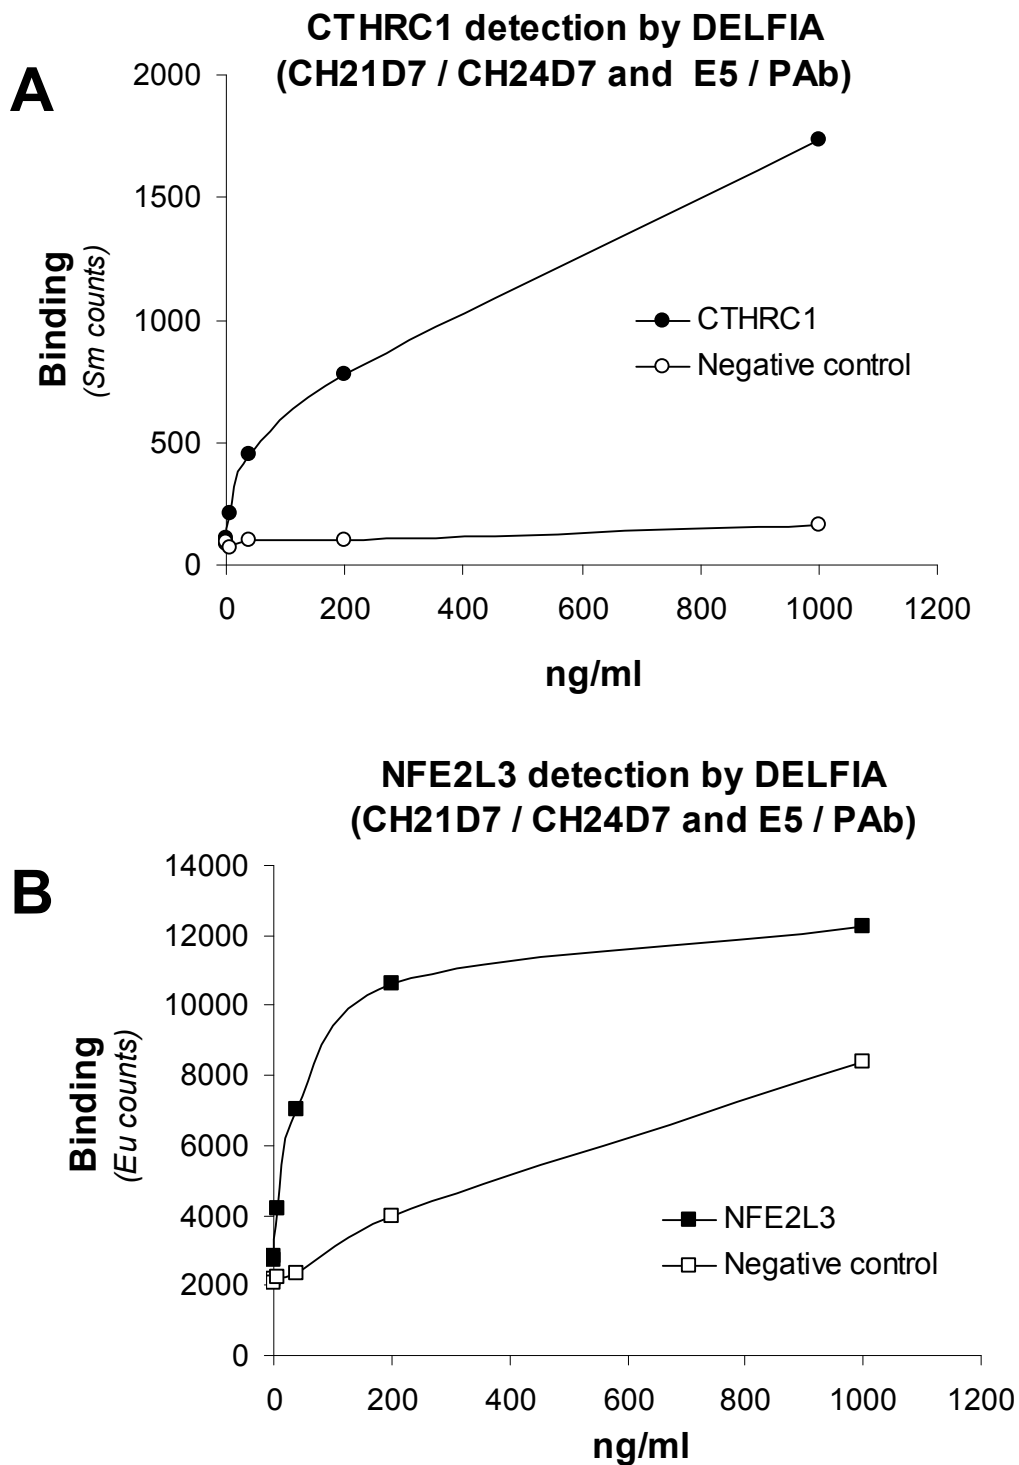 CTHRC1 detection by DELFIA
(CH21D7 / CH24D7 and E5 / PAb)
A
2000
1500
1000
500
0
Binding
(Sm counts)
CTHRC1
Negative control
0 200 400 600 800 1000 1200
ng/ml
NFE2L3 detection by DELFIA
(CH21D7 / CH24D7 and E5 / PAb)
B
14000
12000
10000
8000
6000
4000
2000
0
Binding
(Eu counts)
NFE2L3
Negative control
0 200 400 600 800 1000 1200
ng/ml